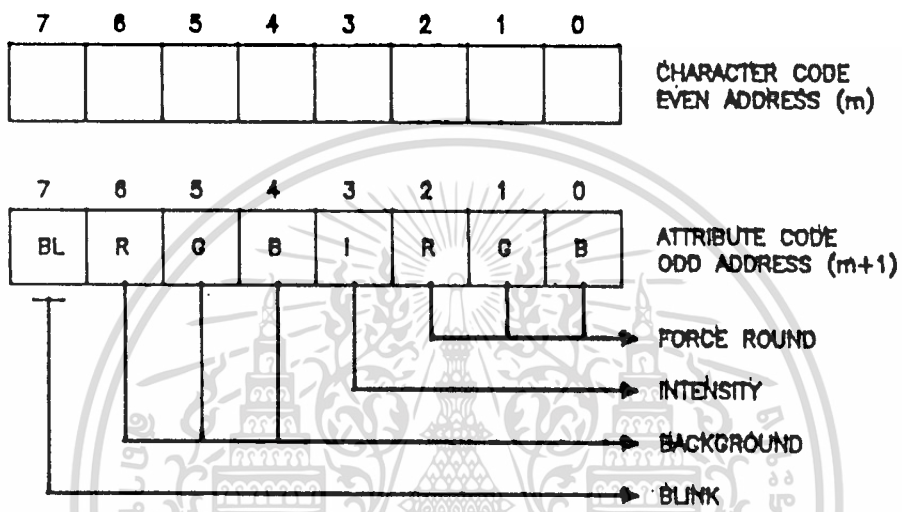 7 6 5 4 3 2 1 0
CHARACTER CODE
EVEN ADDRESS (m)
7 6 5 4 3 2 1 0
BL R G B I R G B
ATTRIBUTE CODE
ODD ADDRESS (m+1)
FORCE ROUND
INTENSITY
BACKGROUND
BLINK